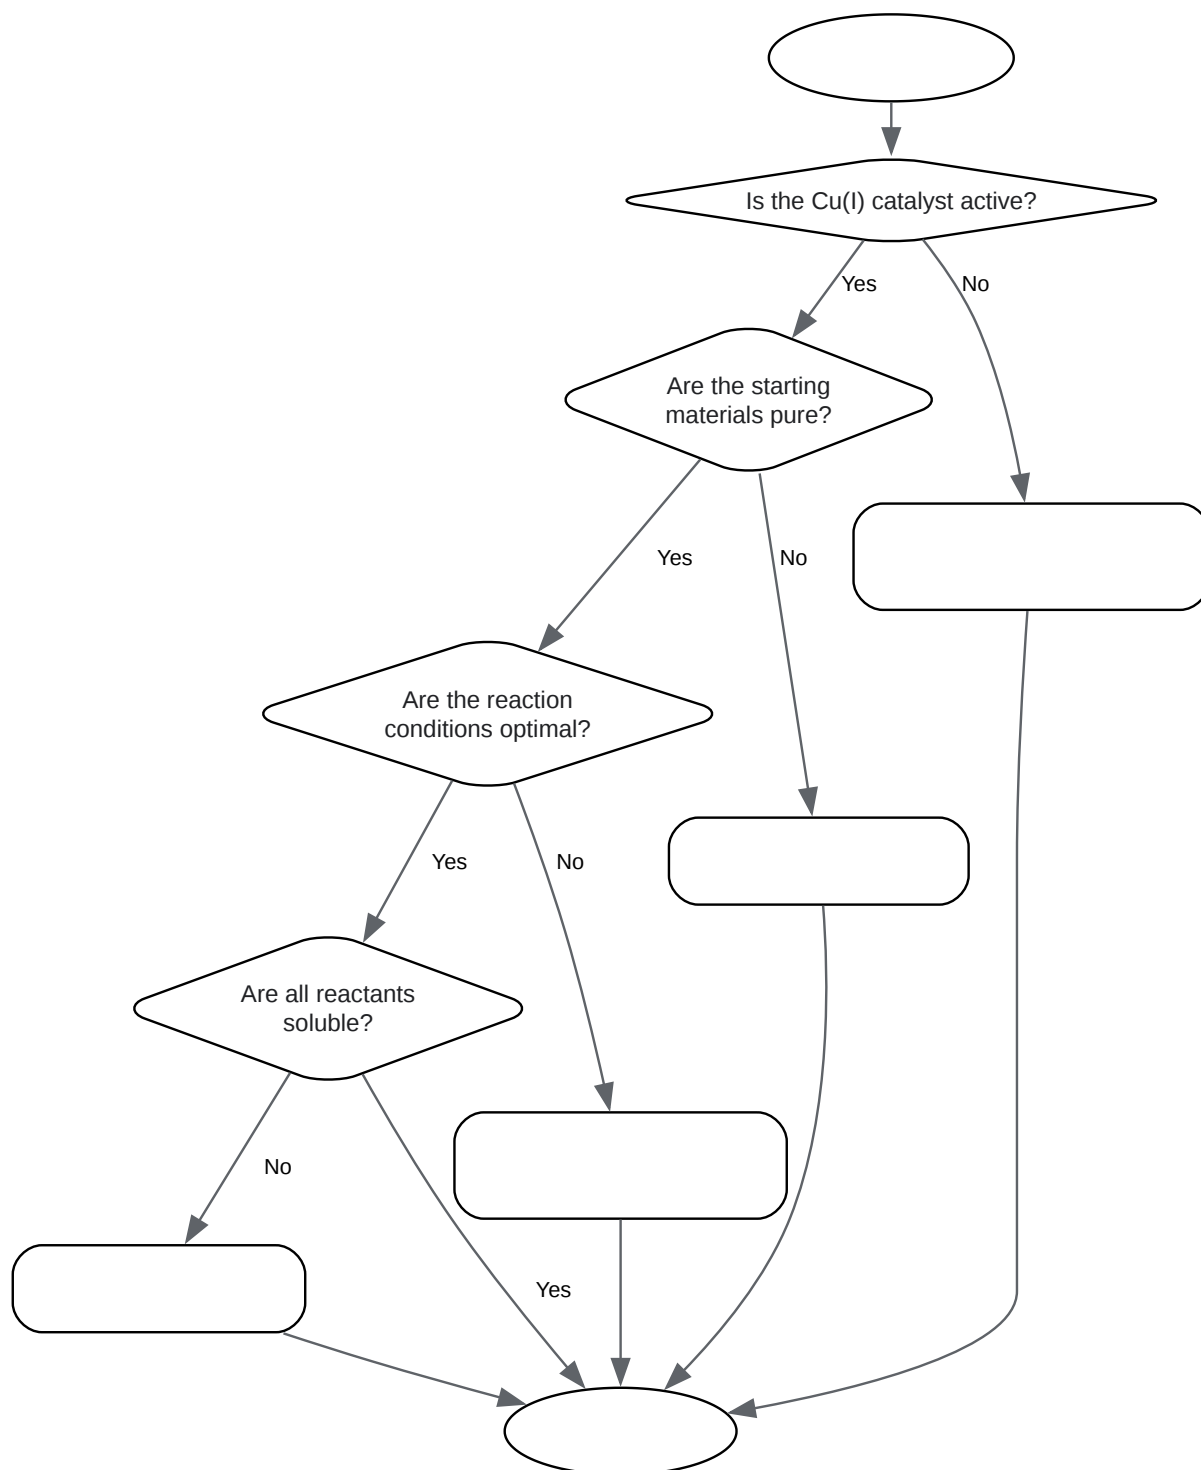 Is the Cu(I) catalyst active?
Yes
No
Are the starting
materials pure?
Yes
No
Are the reaction
conditions optimal?
Yes
No
Are all reactants
soluble?
No
Yes